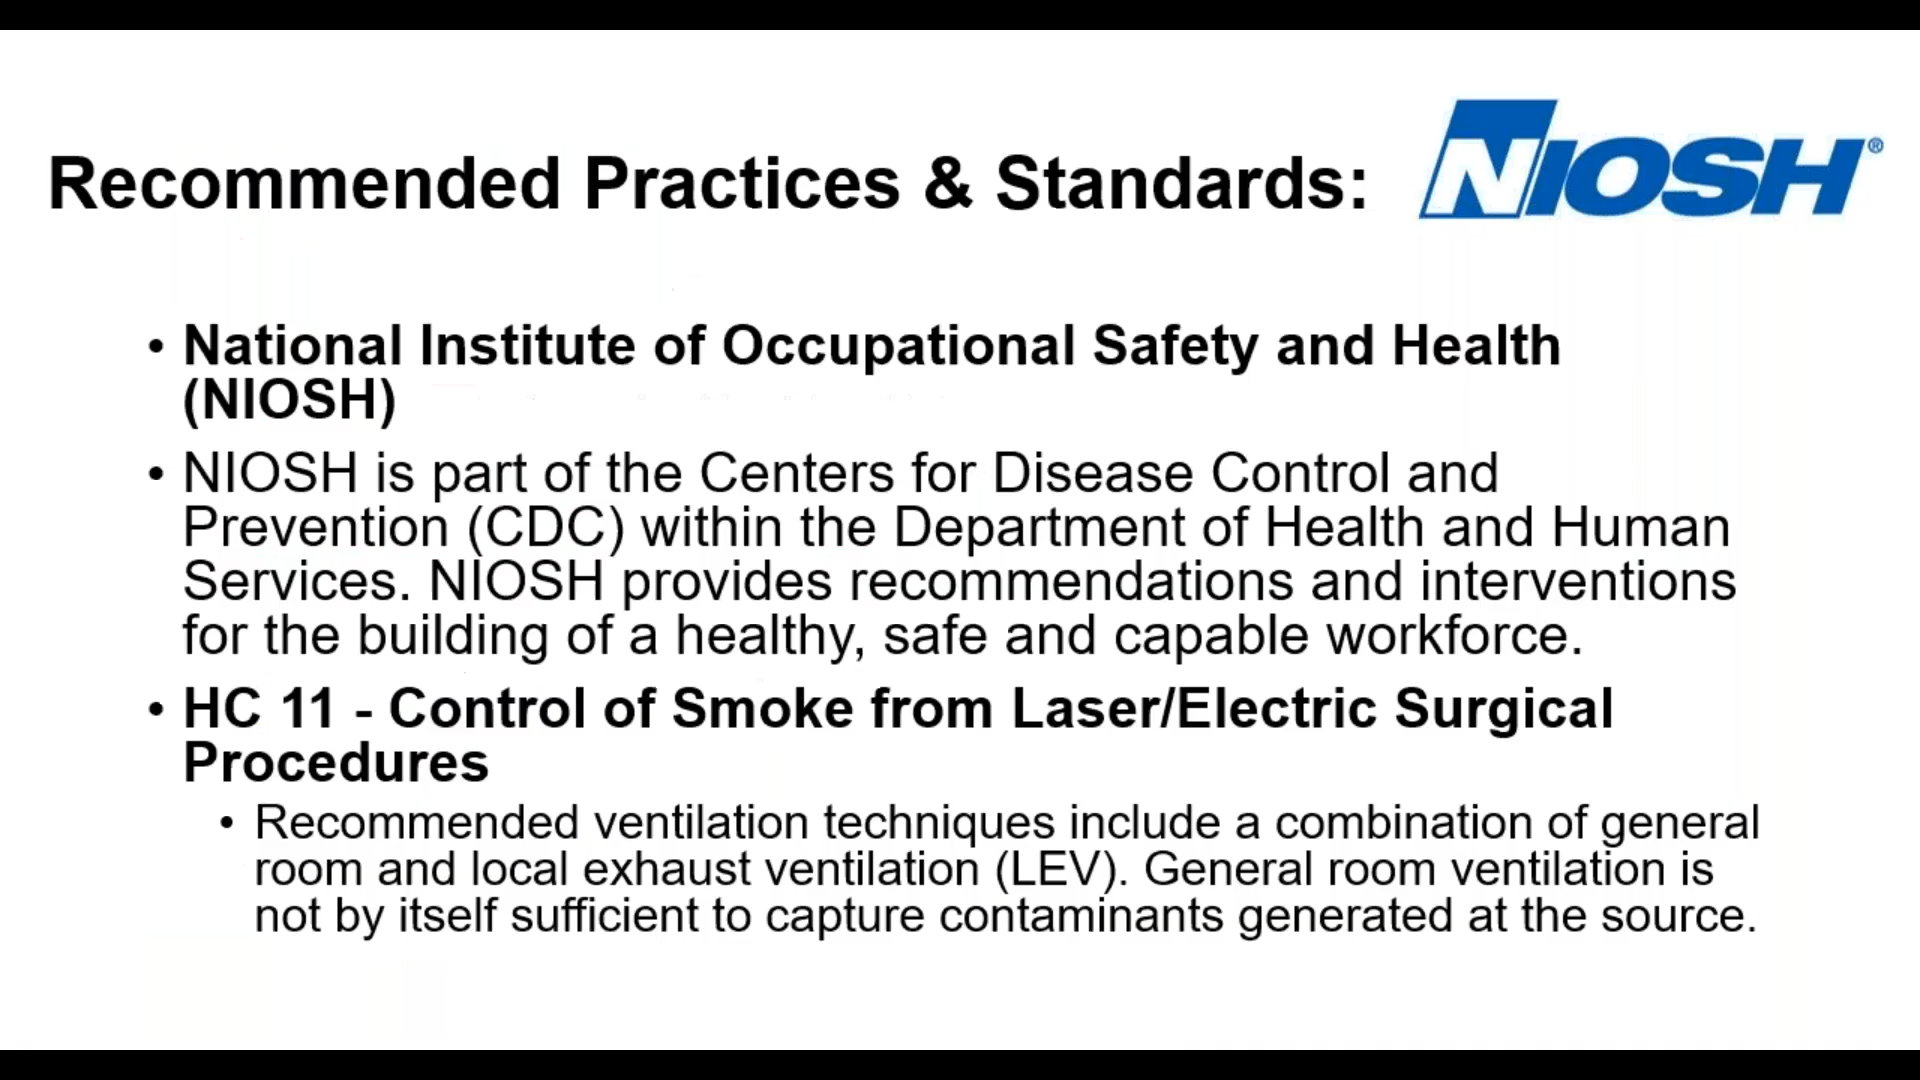 Recommended Practices & Standards:
NIOSH®
• National Institute of Occupational Safety and Health
(NIOSH)
• NIOSH is part of the Centers for Disease Control and
Prevention (CDC) within the Department of Health and Human
Services. NIOSH provides recommendations and interventions
for the building of a healthy, safe and capable workforce.
• HC 11 - Control of Smoke from Laser/Electric Surgical
Procedures
• Recommended ventilation techniques include a combination of general
room and local exhaust ventilation (LEV). General room ventilation is
not by itself sufficient to capture contaminants generated at the source.